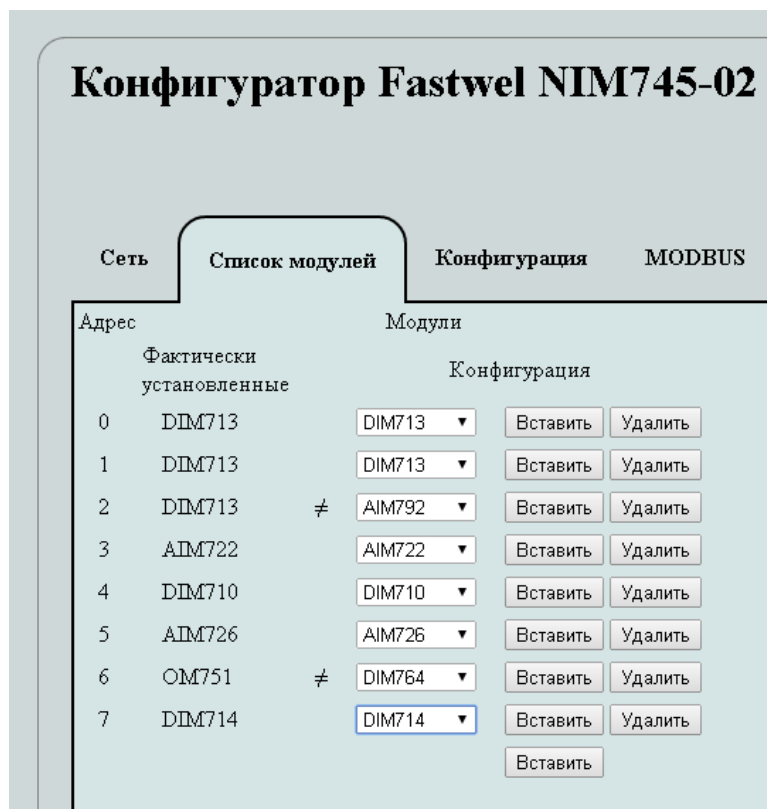 Конфигуратор Fastwel NIM745-02
Сеть Список модулей Конфигурация MODBUS
Адрес Модули
Фактически
установленные
Конфигурация
0 DIM713 DIM713 ▼ Вставить Удалить
1 DIM713 DIM713 ▼ Вставить Удалить
2 DIM713 ≠ AIM792 ▼ Вставить Удалить
3 AIM722 AIM722 ▼ Вставить Удалить
4 DIM710 DIM710 ▼ Вставить Удалить
5 AIM726 AIM726 ▼ Вставить Удалить
6 OM751 ≠ DIM764 ▼ Вставить Удалить
7 DIM714 DIM714 ▼ Вставить Удалить
Вставить